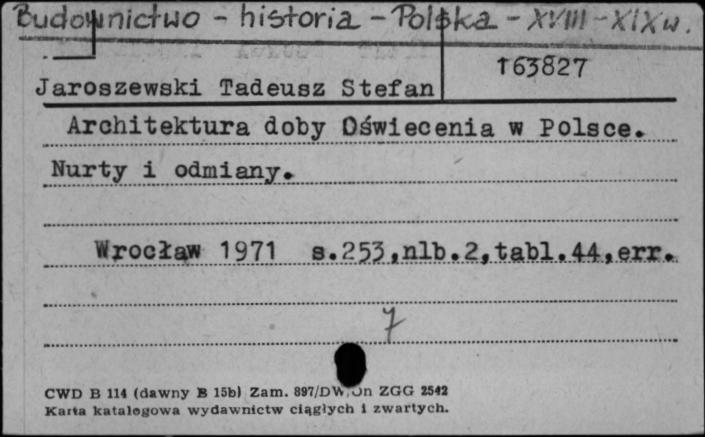 Budownictwo - historia - Polska - XVIII-XIX w.
163827
Jaroszewski Tadeusz Stefan
Architektura doby Oświecenia w Polsce.
Nurty i odmiany.
Wrocław 1971 s.253,nlb.2,tabl.44,err.
7
CWD B 114 (dawny B 15b) Zam. 897/DW/On ZGG 2542
Karta katalogowa wydawnictw ciągłych i zwartych.